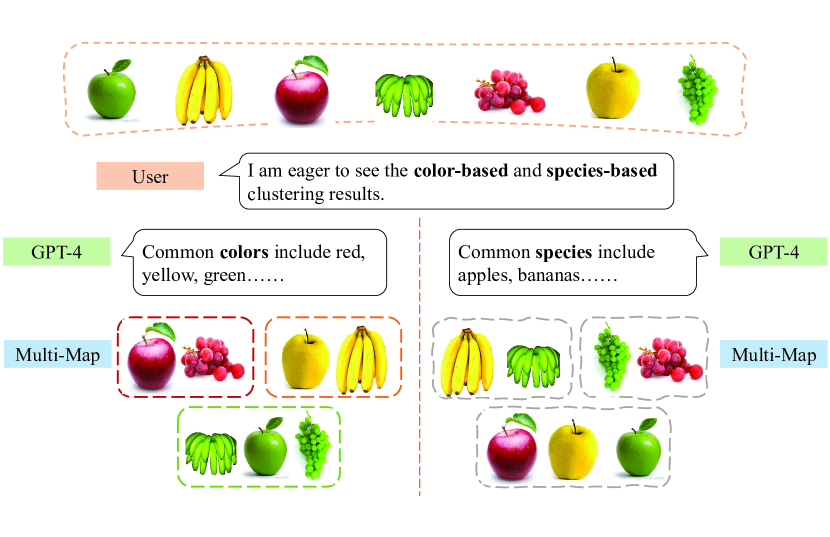 User
I am eager to see the color-based and species-based
clustering results.
GPT-4
Common colors include red,
yellow, green……
Common species include
apples, bananas……
GPT-4
Multi-Map
Multi-Map